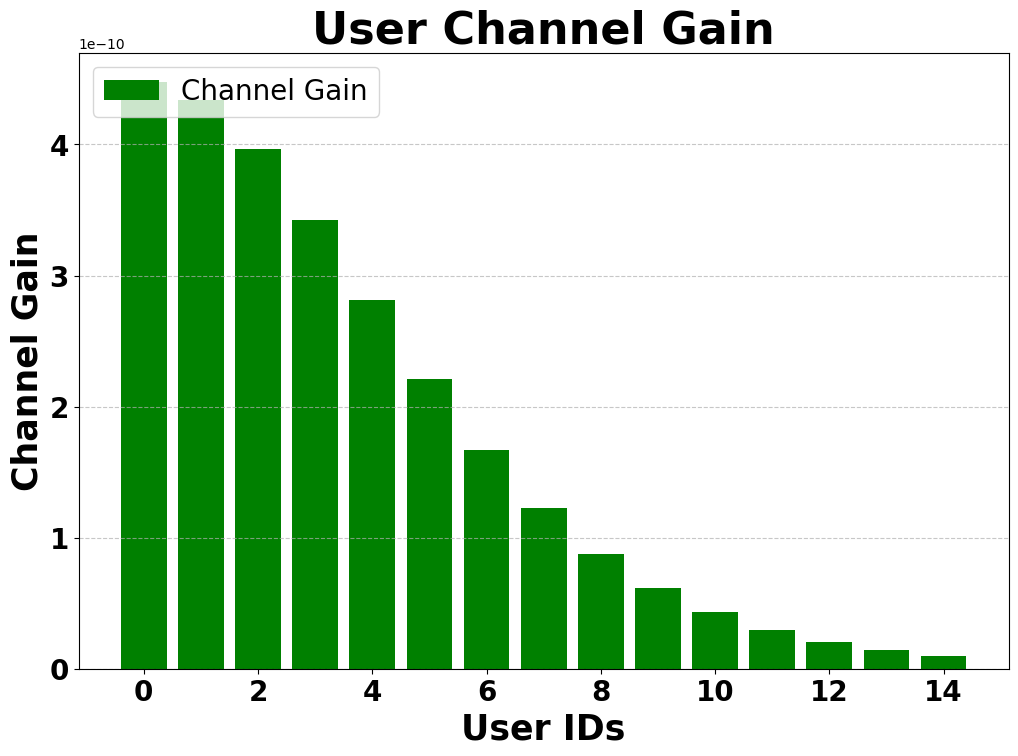 User Channel Gain
1e−10
Channel Gain
4
3
2
1
0
Channel Gain
0 2 4 6 8 10 12 14
User IDs